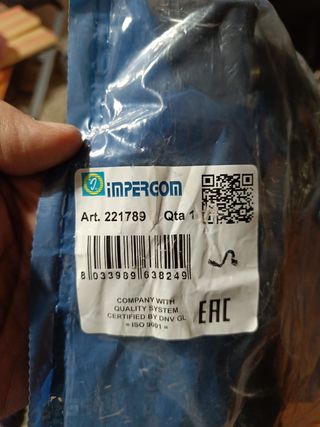 iMPERGOM
Art. 221789 Qta 1
8 033989 638249
COMPANY WITH
QUALITY SYSTEM
CERTIFIED BY DNV GL
= ISO 9001 =
EAC